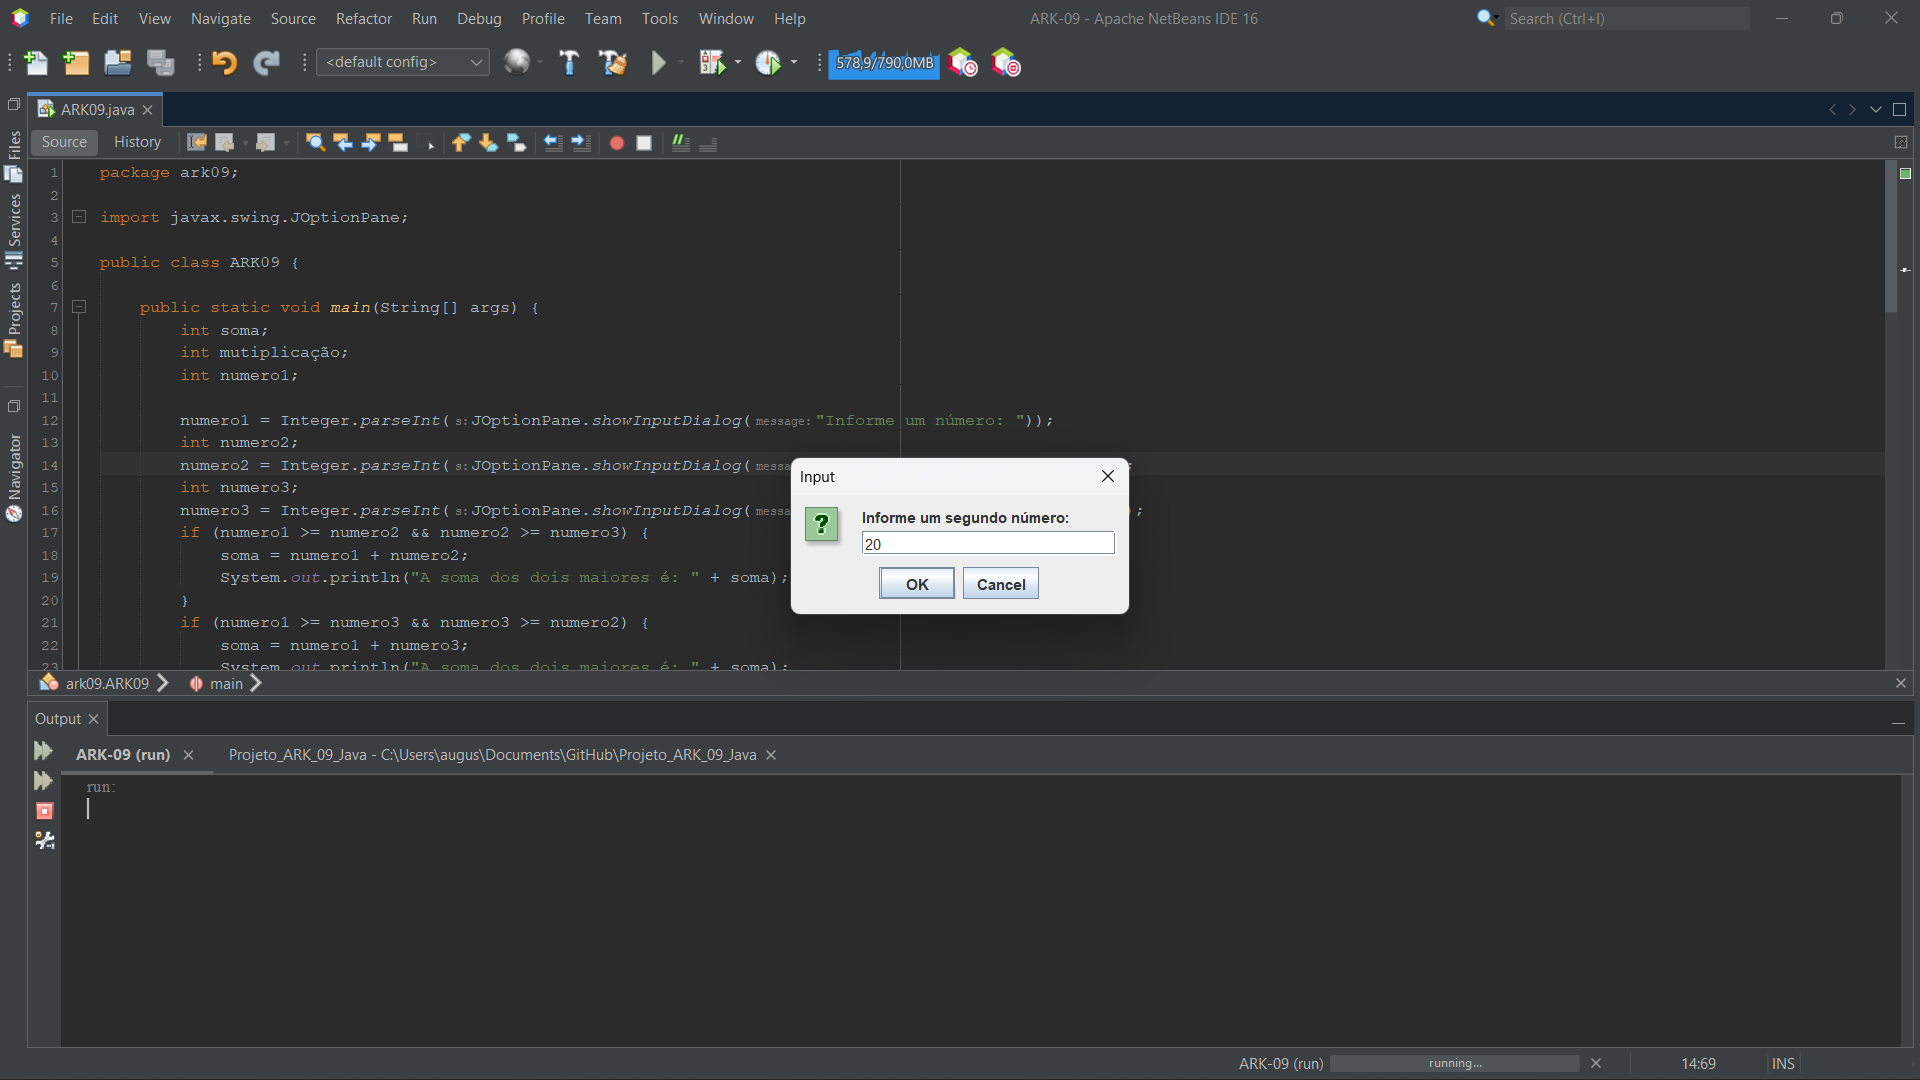 File Edit View Navigate Source Refactor Run Debug Profile Team Tools Window Help
ARK-09 - Apache NetBeans IDE 16
Search (Ctrl+I)
<default config>
578,9/790,0MB
ARK09.java
Source History
Files
Services
Projects
Navigator
1 package ark09;
2
3 import javax.swing.JOptionPane;
4
5 public class ARK09 {
6
7 public static void main(String[] args) {
8 int soma;
9 int mutiplicação;
10 int numero1;
11
12 numero1 = Integer.parseInt( s: JOptionPane.showInputDialog( message: "Informe um número: "));
13 int numero2;
14 numero2 = Integer.parseInt( s: JOptionPane.showInputDialog( messa
15 int numero3;
16 numero3 = Integer.parseInt( s: JOptionPane.showInputDialog( messa ;
17 if (numero1 >= numero2 && numero2 >= numero3) {
18 soma = numero1 + numero2;
19 System.out.println("A soma dos dois maiores é: " + soma);
20 }
21 if (numero1 >= numero3 && numero3 >= numero2) {
22 soma = numero1 + numero3;
23 System.out.println("A soma dos dois maiores é: " + soma);
Input
Informe um segundo número:
20
OK Cancel
ark09.ARK09 main
Output
ARK-09 (run) Projeto_ARK_09_Java - C:\Users\augus\Documents\GitHub\Projeto_ARK_09_Java
run:
ARK-09 (run) running... 14:69 INS